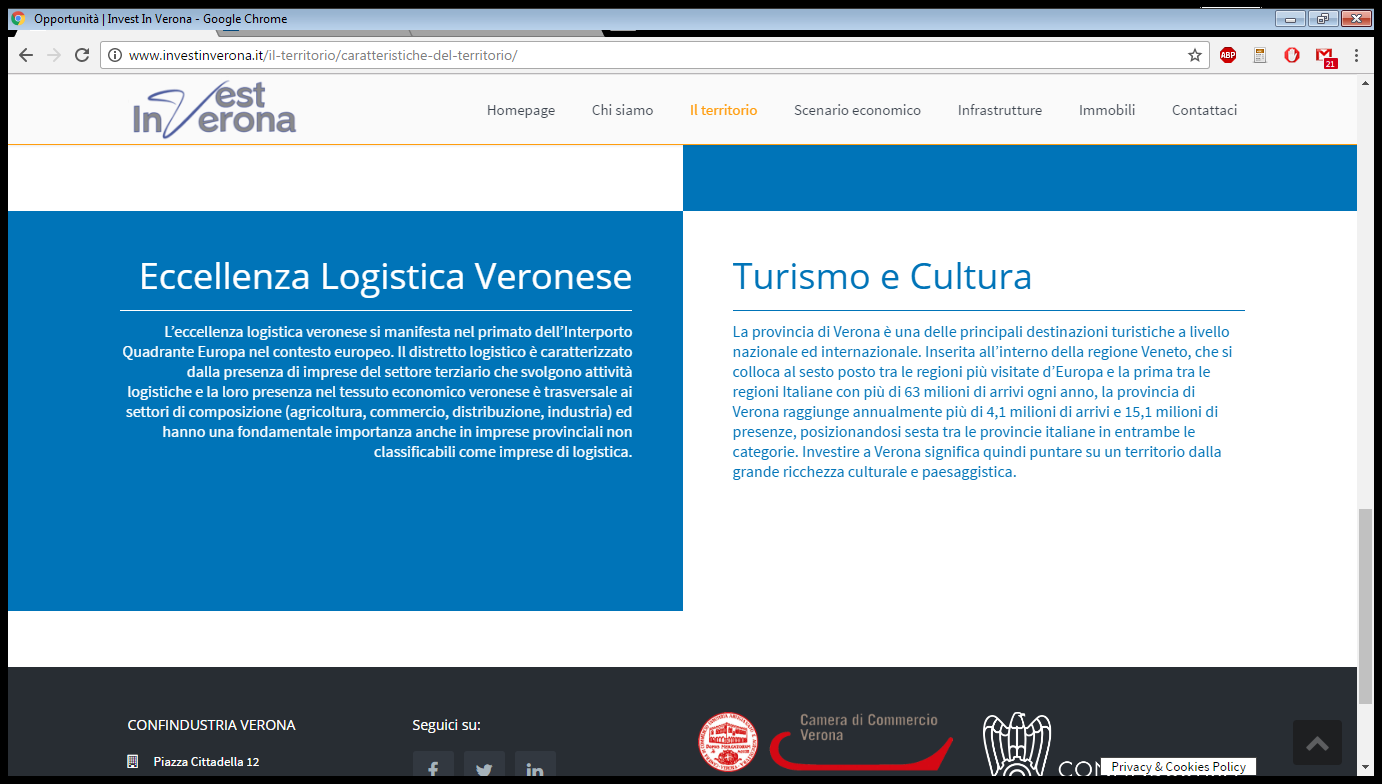 Opportunità | Invest In Verona - Google Chrome
www.investinverona.it/il-territorio/caratteristiche-del-territorio/
ABP
21
Invest In Verona
Homepage
Chi siamo
Il territorio
Scenario economico
Infrastrutture
Immobili
Contattaci
Eccellenza Logistica Veronese
L’eccellenza logistica veronese si manifesta nel primato dell’Interporto
Quadrante Europa nel contesto europeo. Il distretto logistico è caratterizzato
dalla presenza di imprese del settore terziario che svolgono attività
logistiche e la loro presenza nel tessuto economico veronese è trasversale ai
settori di composizione (agricoltura, commercio, distribuzione, industria) ed
hanno una fondamentale importanza anche in imprese provinciali non
classificabili come imprese di logistica.
Turismo e Cultura
La provincia di Verona è una delle principali destinazioni turistiche a livello
nazionale ed internazionale. Inserita all’interno della regione Veneto, che si
colloca al sesto posto tra le regioni più visitate d’Europa e la prima tra le
regioni Italiane con più di 63 milioni di arrivi ogni anno, la provincia di
Verona raggiunge annualmente più di 4,1 milioni di arrivi e 15,1 milioni di
presenze, posizionandosi sesta tra le provincie italiane in entrambe le
categorie. Investire a Verona significa quindi puntare su un territorio dalla
grande ricchezza culturale e paesaggistica.
CONFINDUSTRIA VERONA
Piazza Cittadella 12
Seguici su:
Camera di Commercio
Verona
Privacy & Cookies Policy